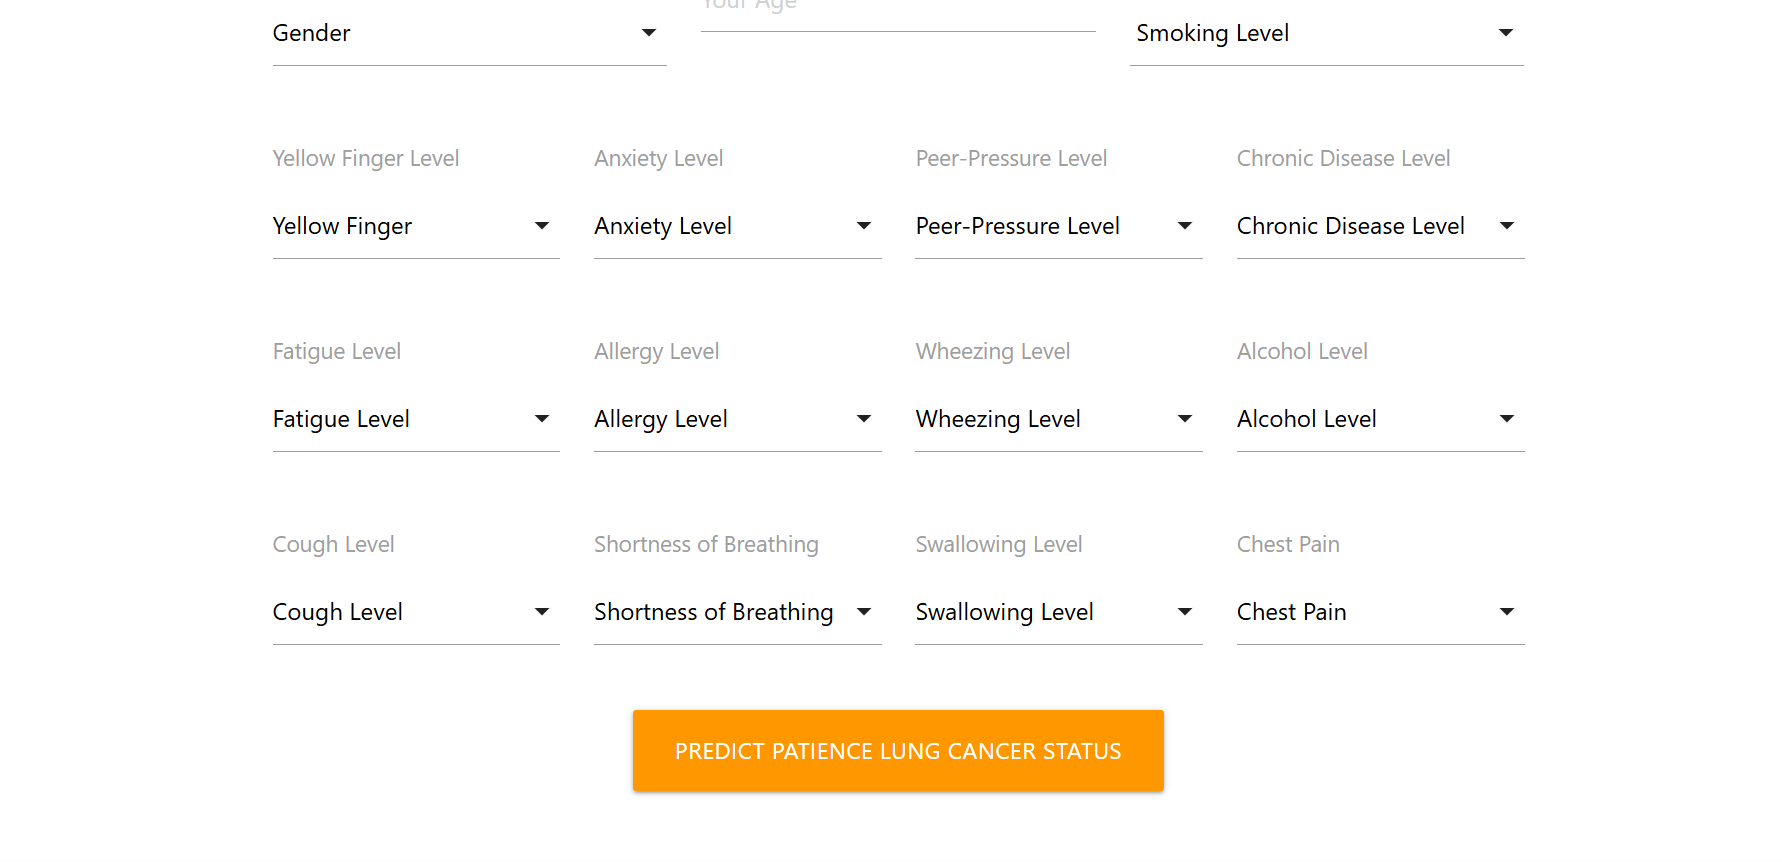 Your Age
Gender
Smoking Level
Yellow Finger Level
Anxiety Level
Peer-Pressure Level
Chronic Disease Level
Yellow Finger
Anxiety Level
Peer-Pressure Level
Chronic Disease Level
Fatigue Level
Allergy Level
Wheezing Level
Alcohol Level
Fatigue Level
Allergy Level
Wheezing Level
Alcohol Level
Cough Level
Shortness of Breathing
Swallowing Level
Chest Pain
Cough Level
Shortness of Breathing
Swallowing Level
Chest Pain
PREDICT PATIENCE LUNG CANCER STATUS